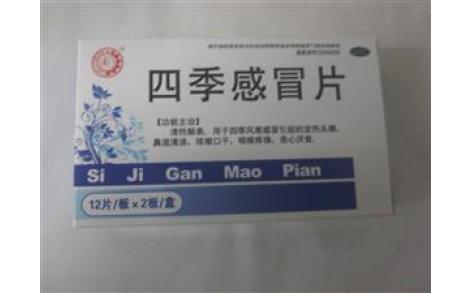 四季感冒片
【功能主治】
清热解表。用于四季风寒感冒引起的发热头痛,
鼻流清涕,咳嗽口干,咽喉疼痛,恶心厌食。
Si Ji Gan Mao Pian
12片/板×2板/盒